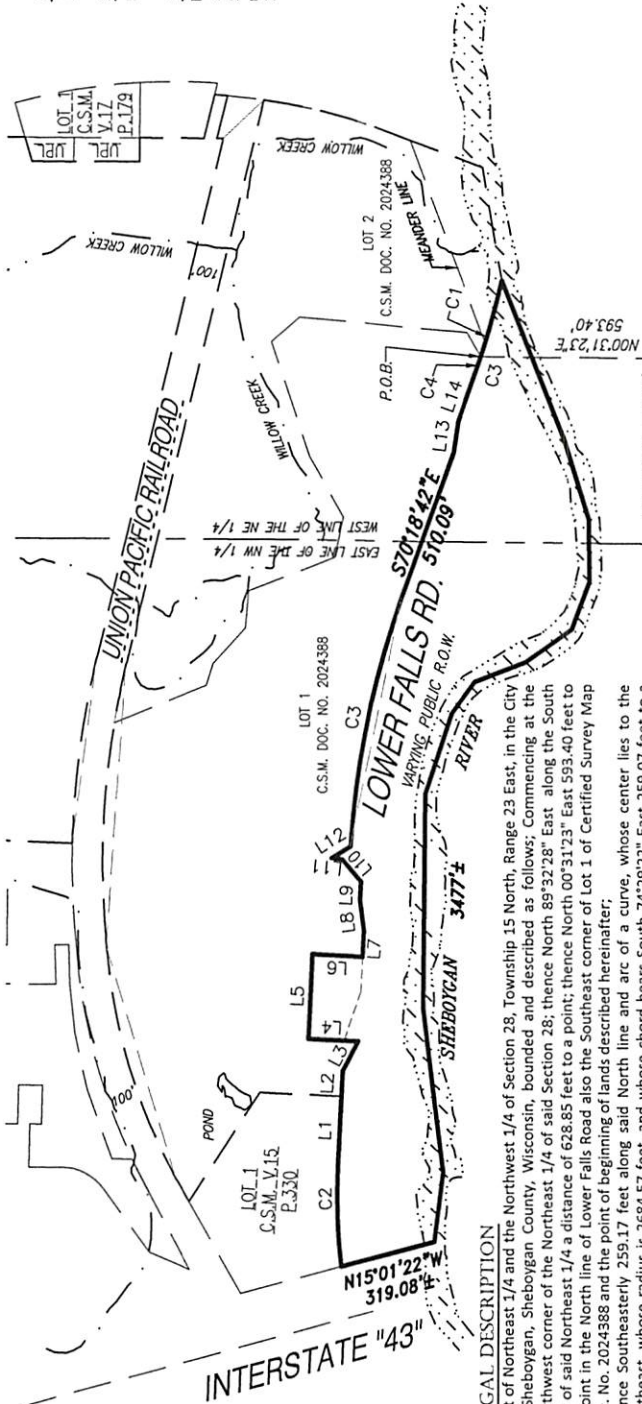 LOT 1
C.S.M.
V.17
P.179
UPL
UPL
WILLOW CREEK
WILLOW CREEK
100'
UNION PACIFIC RAILROAD
LOT 2
C.S.M. DOC. NO. 2024388
MEANDER LINE
WILLOW CREEK
P.O.B.
C1
C4
C3
N00°31'23"E
593.40'
L14
L13
WEST LINE OF THE NE 1/4
EAST LINE OF THE NW 1/4
S70°18'42"E
510.09'
LOWER FALLS RD.
VARYING PUBLIC R.O.W.
LOT 1
C.S.M. DOC. NO. 2024388
C3
L12
L11
L10
L9
L8
L7
L6
L5
L4
L3
L2
L1
C2
100'
POND
LOT 1
C.S.M. V.15
P.330
SHEBOYGAN
RIVER
3477'±
N15°01'22"W
319.08'±
INTERSTATE "43"
GAL DESCRIPTION
t of Northeast 1/4 and the Northwest 1/4 of Section 28, Township 15 North, Range 23 East, in the City
Sheboygan, Sheboygan County, Wisconsin, bounded and described as follows; Commencing at the
thwest corner of the Northeast 1/4 of said Section 28; thence North 89°32'28" East along the South
of said Northeast 1/4 a distance of 628.85 feet to a point; thence North 00°31'23" East 593.40 feet to
oint in the North line of Lower Falls Road also the Southeast corner of Lot 1 of Certified Survey Map
. No. 2024388 and the point of beginning of lands described hereinafter;
nce Southeasterly 259.17 feet along said North line and arc of a curve, whose center lies to the